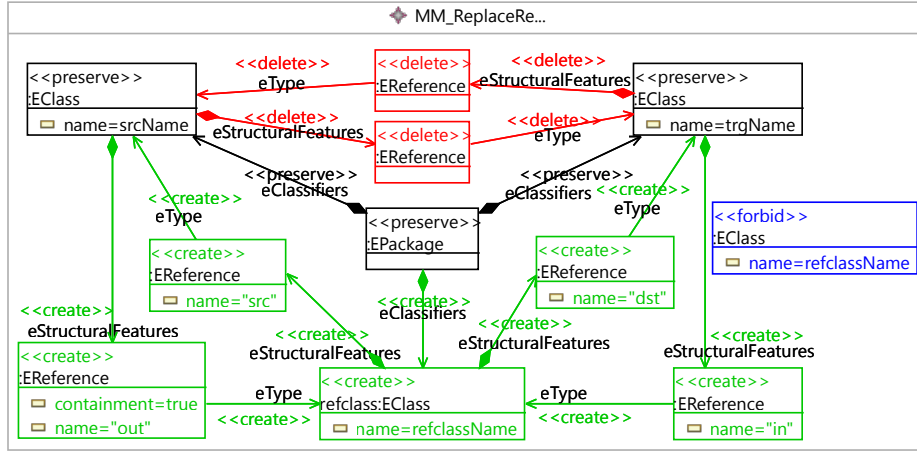 MM_ReplaceRe...
<<preserve>>
:EClass
name=srcName
<<delete>>
eType
<<delete>>
:EReference
<<delete>>
eStructuralFeatures
<<preserve>>
:EClass
name=trgName
<<delete>>
eStructuralFeatures
<<delete>>
:EReference
<<delete>>
eType
<<preserve>>
eClassifiers
<<preserve>>
eClassifiers
<<create>>
eType
<<preserve>>
:EPackage
<<create>>
eType
<<forbid>>
:EClass
name=refclassName
<<create>>
:EReference
name="src"
<<create>>
:EReference
name="dst"
<<create>>
eClassifiers
<<create>>
eStructuralFeatures
<<create>>
eStructuralFeatures
<<create>>
eStructuralFeatures
<<create>>
eStructuralFeatures
<<create>>
:EReference
containment=true
name="out"
eType
<<create>>
<<create>>
refclass:EClass
name=refclassName
eType
<<create>>
<<create>>
:EReference
name="in"